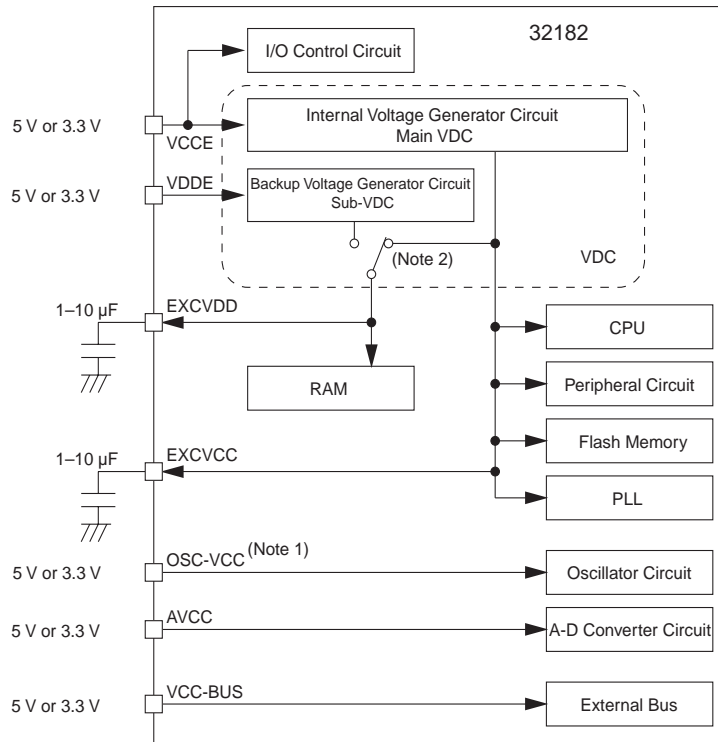 32182
I/O Control Circuit
5 V or 3.3 V
VCCE
Internal Voltage Generator Circuit
Main VDC
5 V or 3.3 V
VDDE
Backup Voltage Generator Circuit
Sub-VDC
(Note 2)
VDC
1–10 µF
EXCVDD
CPU
RAM
Peripheral Circuit
Flash Memory
1–10 µF
EXCVCC
PLL
5 V or 3.3 V
OSC-VCC (Note 1)
Oscillator Circuit
5 V or 3.3 V
AVCC
A-D Converter Circuit
5 V or 3.3 V
VCC-BUS
External Bus